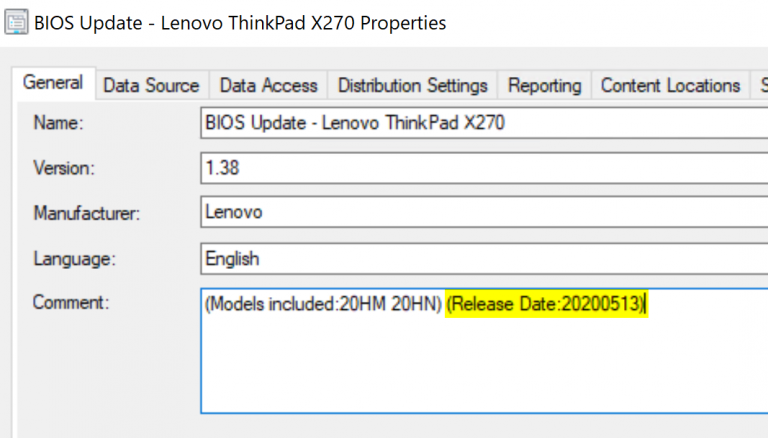 BIOS Update - Lenovo ThinkPad X270 Properties
General Data Source Data Access Distribution Settings Reporting Content Locations S
Name: BIOS Update - Lenovo ThinkPad X270
Version: 1.38
Manufacturer: Lenovo
Language: English
Comment: (Models included:20HM 20HN) (Release Date:20200513)